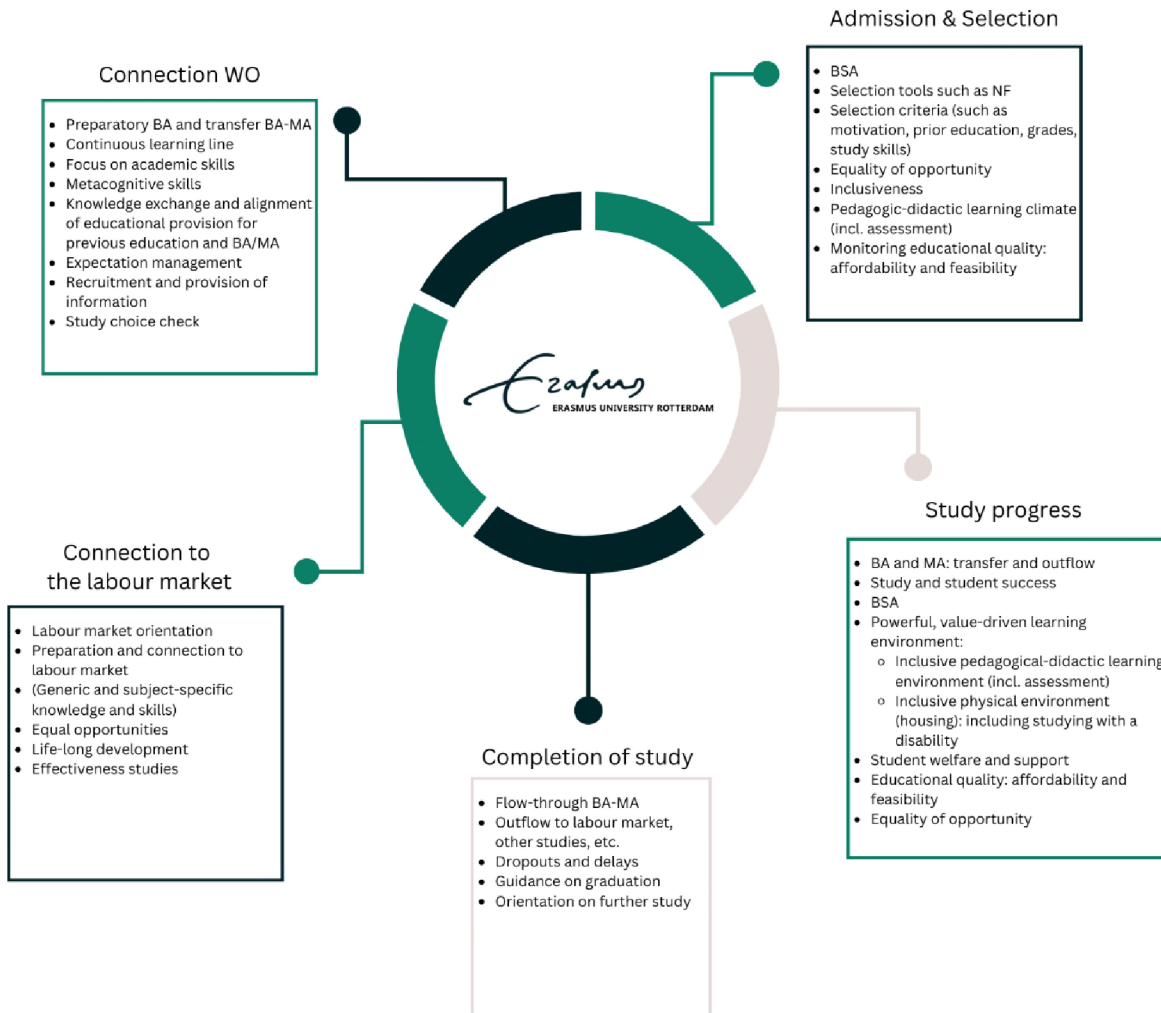 Connection WO
• Preparatory BA and transfer BA-MA
• Continuous learning line
• Focus on academic skills
• Metacognitive skills
• Knowledge exchange and alignment
of educational provision for
previous education and BA/MA
• Expectation management
• Recruitment and provision of
information
• Study choice check
Admission & Selection
• BSA
• Selection tools such as NF
• Selection criteria (such as
motivation, prior education, grades,
study skills)
• Equality of opportunity
• Inclusiveness
• Pedagogic-didactic learning climate
(incl. assessment)
• Monitoring educational quality:
affordability and feasibility
Erasmus
ERASMUS UNIVERSITY ROTTERDAM
Study progress
• BA and MA: transfer and outflow
• Study and student success
• BSA
• Powerful, value-driven learning
environment:
○ Inclusive pedagogical-didactic learning
environment (incl. assessment)
○ Inclusive physical environment
(housing): including studying with a
disability
• Student welfare and support
• Educational quality: affordability and
feasibility
• Equality of opportunity
Connection to
the labour market
• Labour market orientation
• Preparation and connection to
labour market
• (Generic and subject-specific
knowledge and skills)
• Equal opportunities
• Life-long development
• Effectiveness studies
Completion of study
• Flow-through BA-MA
• Outflow to labour market,
other studies, etc.
• Dropouts and delays
• Guidance on graduation
• Orientation on further study